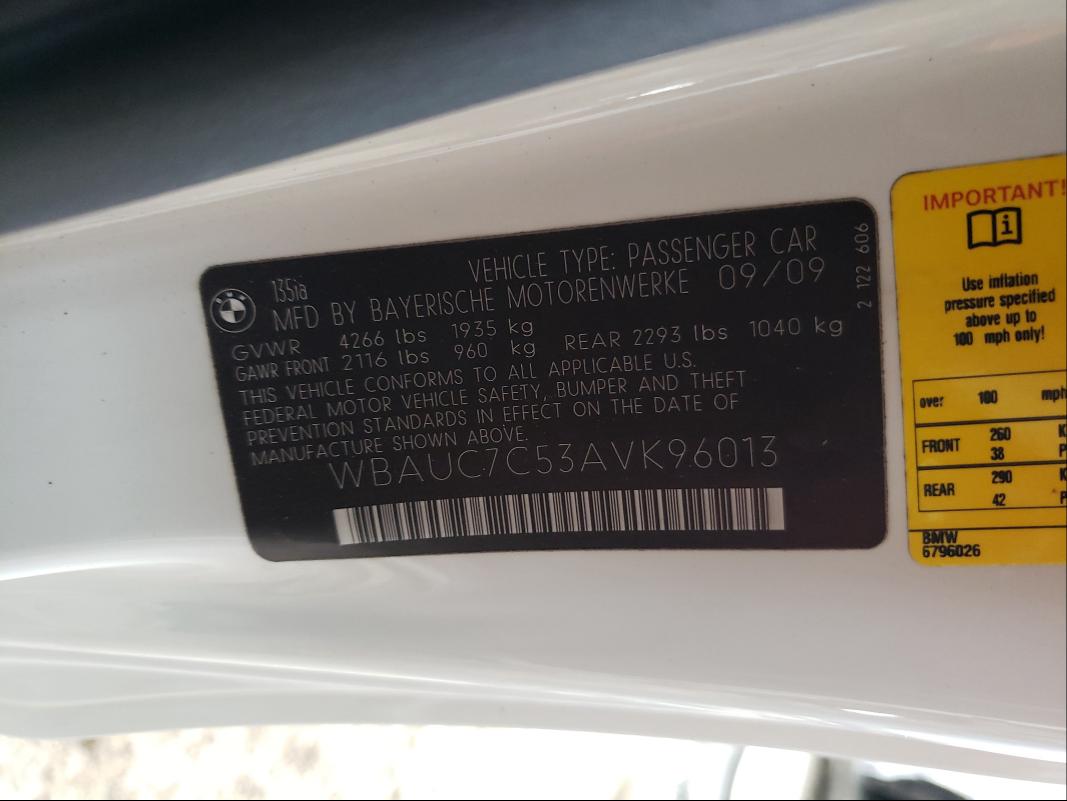 135ia
VEHICLE TYPE: PASSENGER CAR
MFD BY BAYERISCHE MOTORENWERKE 09/09
GVWR 4266 lbs 1935 kg
GAWR FRONT 2116 lbs 960 kg REAR 2293 lbs 1040 kg
THIS VEHICLE CONFORMS TO ALL APPLICABLE U.S.
FEDERAL MOTOR VEHICLE SAFETY, BUMPER AND THEFT
PREVENTION STANDARDS IN EFFECT ON THE DATE OF
MANUFACTURE SHOWN ABOVE.
WBAUC7C53AVK96013
2 122 606
IMPORTANT!
Use inflation
pressure specified
above up to
100 mph only!
over 100 mph
FRONT 260
38
REAR 290
42
BMW
6796026